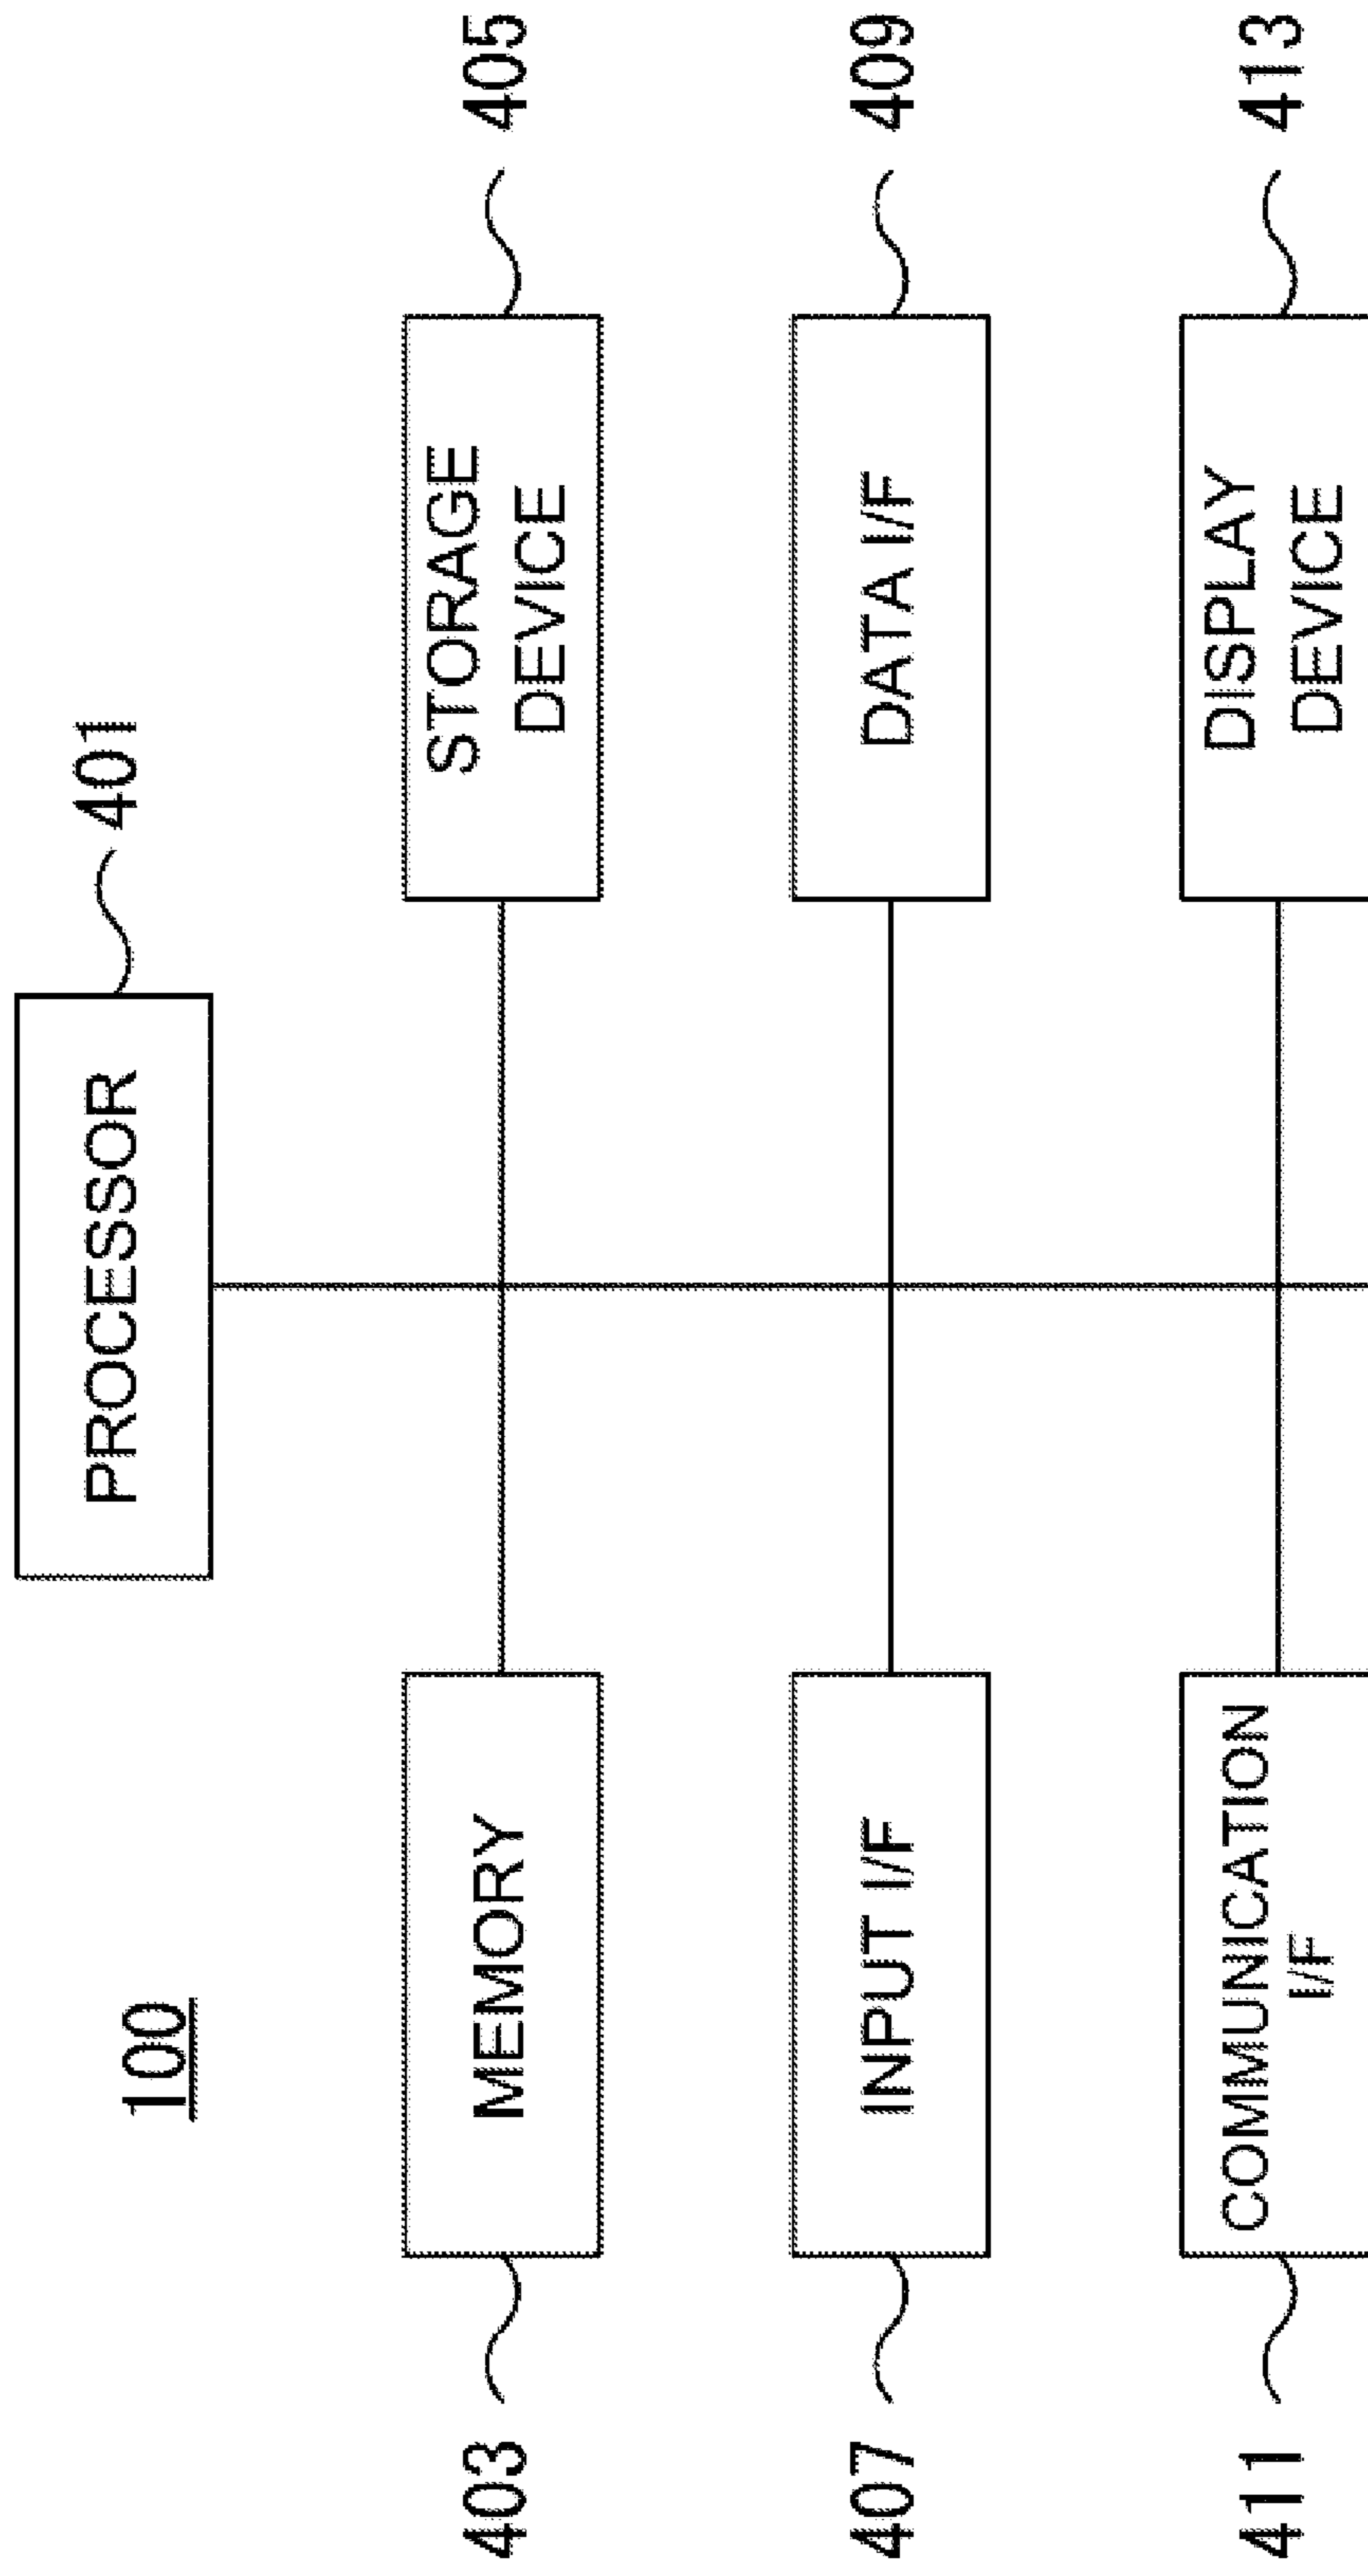 100
PROCESSOR
401
403
MEMORY
STORAGE
DEVICE
405
407
INPUT I/F
DATA I/F
409
411
COMMUNICATION
I/F
DISPLAY
DEVICE
413